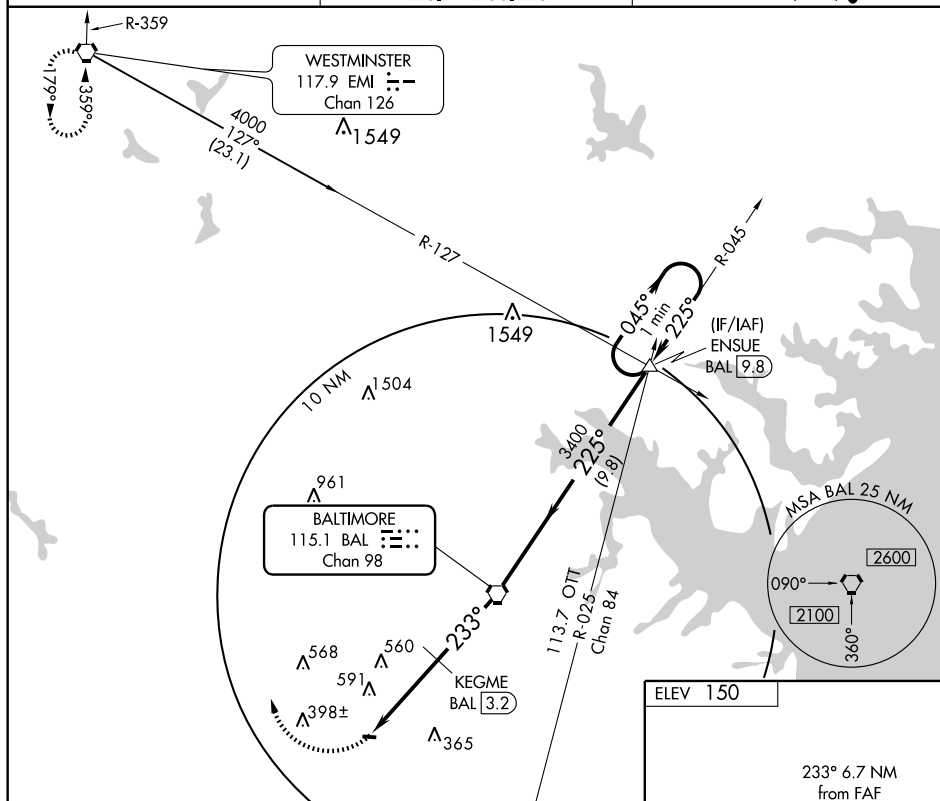 R-359
WESTMINSTER
117.9 EMI
Chan 126
179°
359°
1549
4000
127°
(23.1)
R-127
R-045
045°
1 min
225°
(IF/IAF)
ENSUE
BAL 9.8
1549
10 NM
1504
3400
225°
(9.8)
961
BALTIMORE
115.1 BAL
Chan 98
MSA BAL 25 NM
2600
090°
2100
360°
113.7 OTT
R-025
Chan 84
233°
568
560
591
KEGME
BAL 3.2
398±
365
ELEV 150
233° 6.7 NM
from FAF